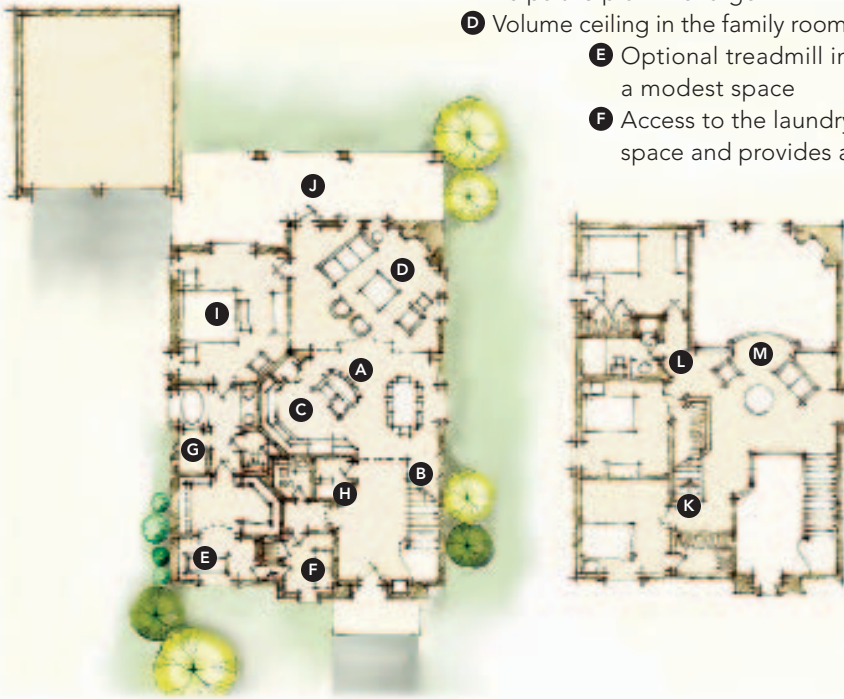 D Volume ceiling in the family room
E Optional treadmill in
a modest space
F Access to the laundry
space and provides a
J
D
I
A
L
M
C
G
B
H
K
E
F